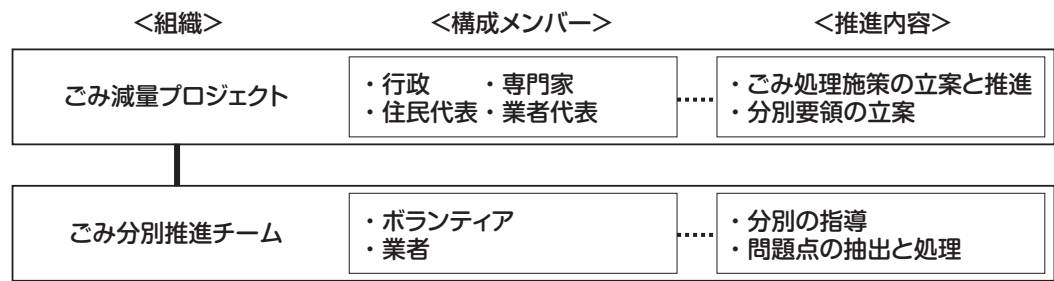 <組織> <構成メンバー> <推進内容>
ごみ減量プロジェクト
・行政 ・専門家
・住民代表・業者代表
・ごみ処理施策の立案と推進
・分別要領の立案
ごみ分別推進チーム
・ボランティア
・業者
・分別の指導
・問題点の抽出と処理